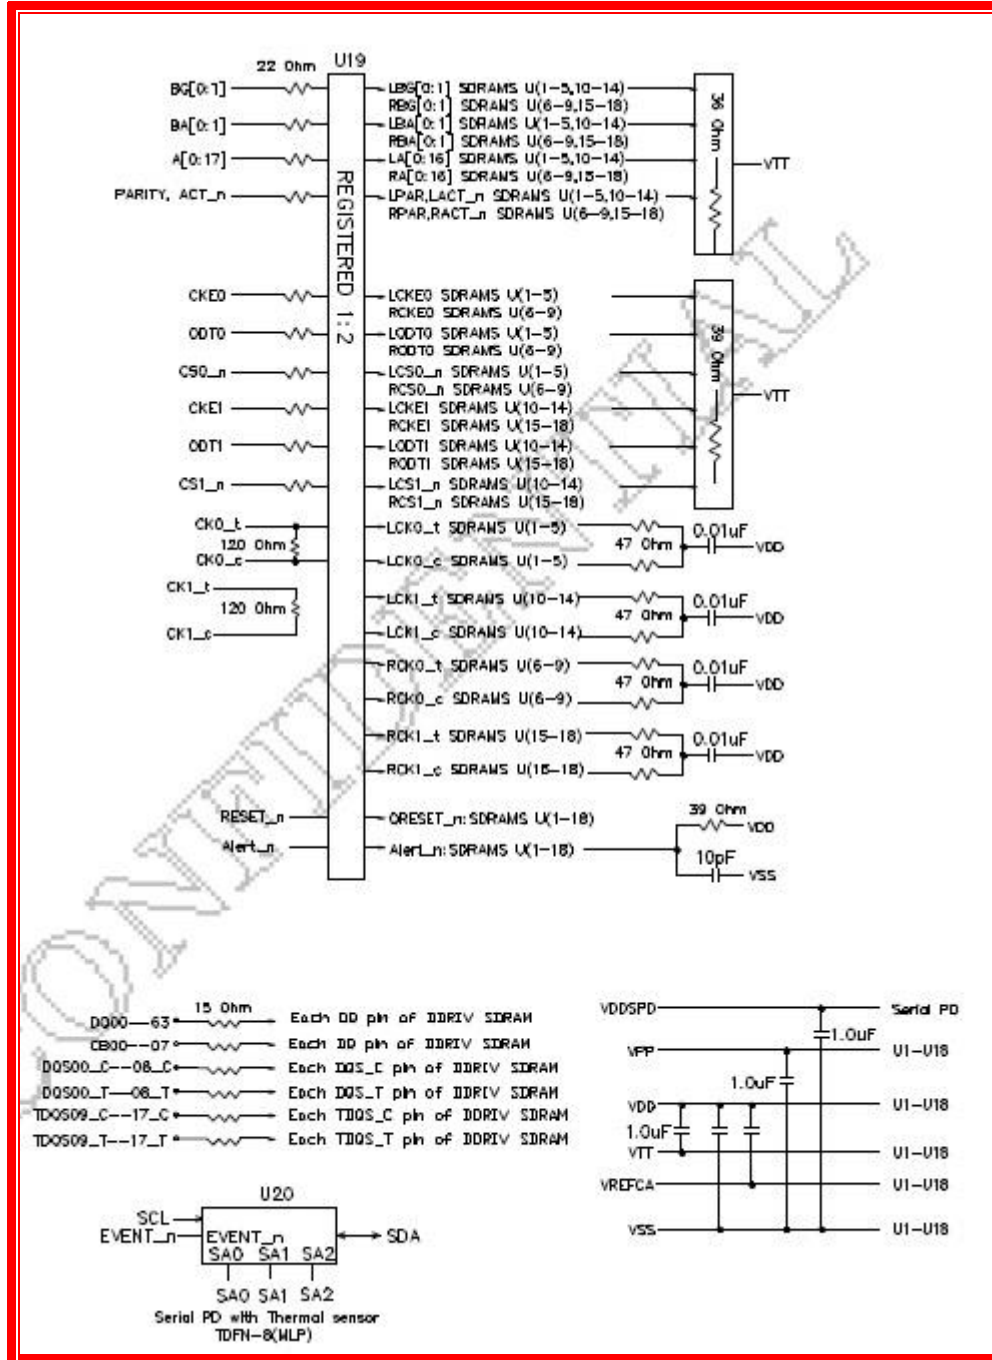 22 Ohm U19
BG[0:1] LBG[0:1] SDRAMS U(1-5,10-14)
RBG[0:1] SDRAMS U(6-9,15-18)
BA[0:1] LBA[0:1] SDRAMS U(1-5,10-14)
RBA[0:1] SDRAMS U(6-9,15-18)
A[0:17] LA[0:16] SDRAMS U(1-5,10-14)
RA[0:16] SDRAMS U(6-9,15-18)
PARITY, ACT_n LPAR,LACT_n SDRAMS U(1-5,10-14)
RPAR,RACT_n SDRAMS U(6-9,15-18)
36 Ohm
VTT
REGISTERED 1:2
CKE0 LCKE0 SDRAMS U(1-5)
RCKE0 SDRAMS U(6-9)
ODT0 LODT0 SDRAMS U(1-5)
RODT0 SDRAMS U(6-9)
CS0_n LCS0_n SDRAMS U(1-5)
RCS0_n SDRAMS U(6-9)
CKE1 LCKE1 SDRAMS U(10-14)
RCKE1 SDRAMS U(15-18)
ODT1 LODT1 SDRAMS U(10-14)
RODT1 SDRAMS U(15-18)
CS1_n LCS1_n SDRAMS U(10-14)
RCS1_n SDRAMS U(15-18)
39 Ohm
VTT
CK0_t LCK0_t SDRAMS U(1-5) 0.01uF
120 Ohm 47 Ohm VDD
CK0_c LCK0_c SDRAMS U(1-5)
CK1_t LCK1_t SDRAMS U(10-14) 0.01uF
120 Ohm 47 Ohm VDD
CK1_c LCK1_c SDRAMS U(10-14)
RCK0_t SDRAMS U(6-9) 0.01uF
47 Ohm VDD
RCK0_c SDRAMS U(6-9)
RCK1_t SDRAMS U(15-18) 0.01uF
47 Ohm VDD
RCK1_c SDRAMS U(15-18)
RESET_n QRESET_n:SDRAMS U(1-18) 39 Ohm VDD
Alert_n Alert_n:SDRAMS U(1-18) 10pF VSS
CONFIDENTIAL
15 Ohm
DQ00--63 Each DQ pin of DDRIV SDRAM
CB00--07 Each DQ pin of DDRIV SDRAM
DQS00_C--08_C Each DQS_C pin of DDRIV SDRAM
DQS00_T--08_T Each DQS_T pin of DDRIV SDRAM
TDQS09_C--17_C Each TDQS_C pin of DDRIV SDRAM
TDQS09_T--17_T Each TDQS_T pin of DDRIV SDRAM
VDDSPD Serial PD
1.0uF
VPP U1-U18
1.0uF
VDD U1-U18
1.0uF
VTT U1-U18
VREFCA U1-U18
VSS U1-U18
U20
SCL
EVENT_n EVENT_n SDA
SA0 SA1 SA2
SA0 SA1 SA2
Serial PD with Thermal sensor
TDFN-8(MLP)